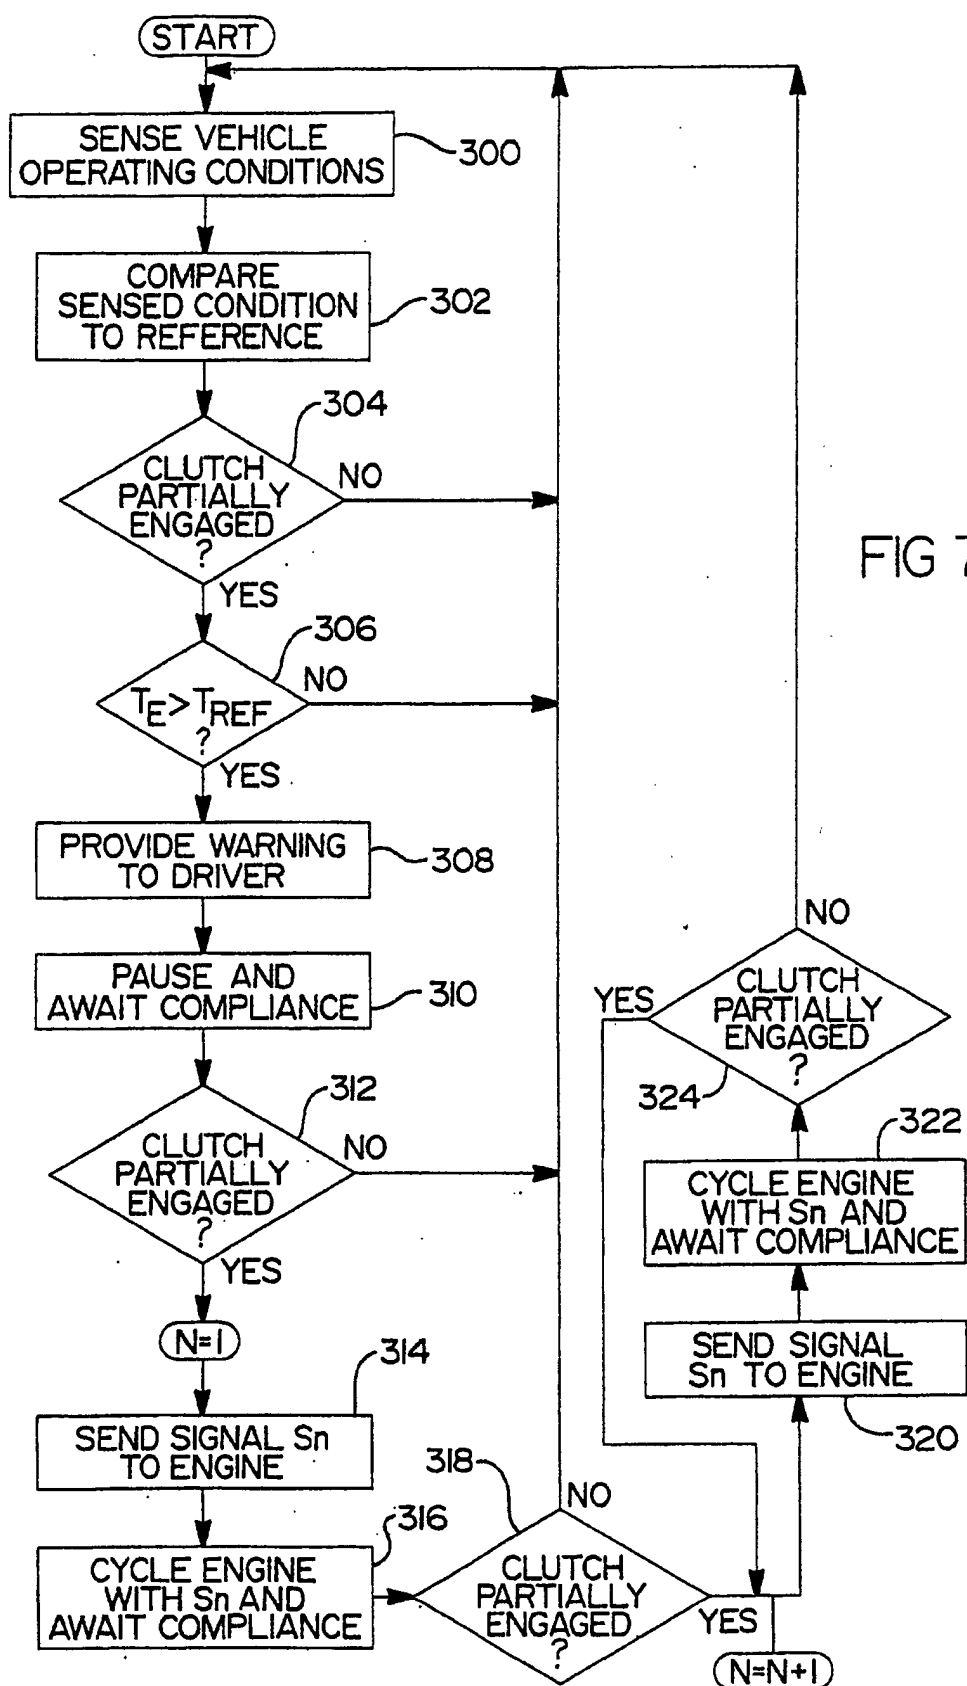 START
SENSE VEHICLE
OPERATING CONDITIONS
300
COMPARE
SENSED CONDITION
TO REFERENCE
302
304
CLUTCH
PARTIALLY
ENGAGED
?
NO
YES
306
TE > TREF
?
NO
YES
PROVIDE WARNING
TO DRIVER
308
PAUSE AND
AWAIT COMPLIANCE
310
312
CLUTCH
PARTIALLY
ENGAGED
?
NO
YES
N=1
314
SEND SIGNAL Sn
TO ENGINE
316
CYCLE ENGINE
WITH Sn AND
AWAIT COMPLIANCE
318
NO
CLUTCH
PARTIALLY
ENGAGED
?
YES
N=N+1
320
SEND SIGNAL
Sn TO ENGINE
322
CYCLE ENGINE
WITH Sn AND
AWAIT COMPLIANCE
324
CLUTCH
PARTIALLY
ENGAGED
?
YES
NO
FIG 7